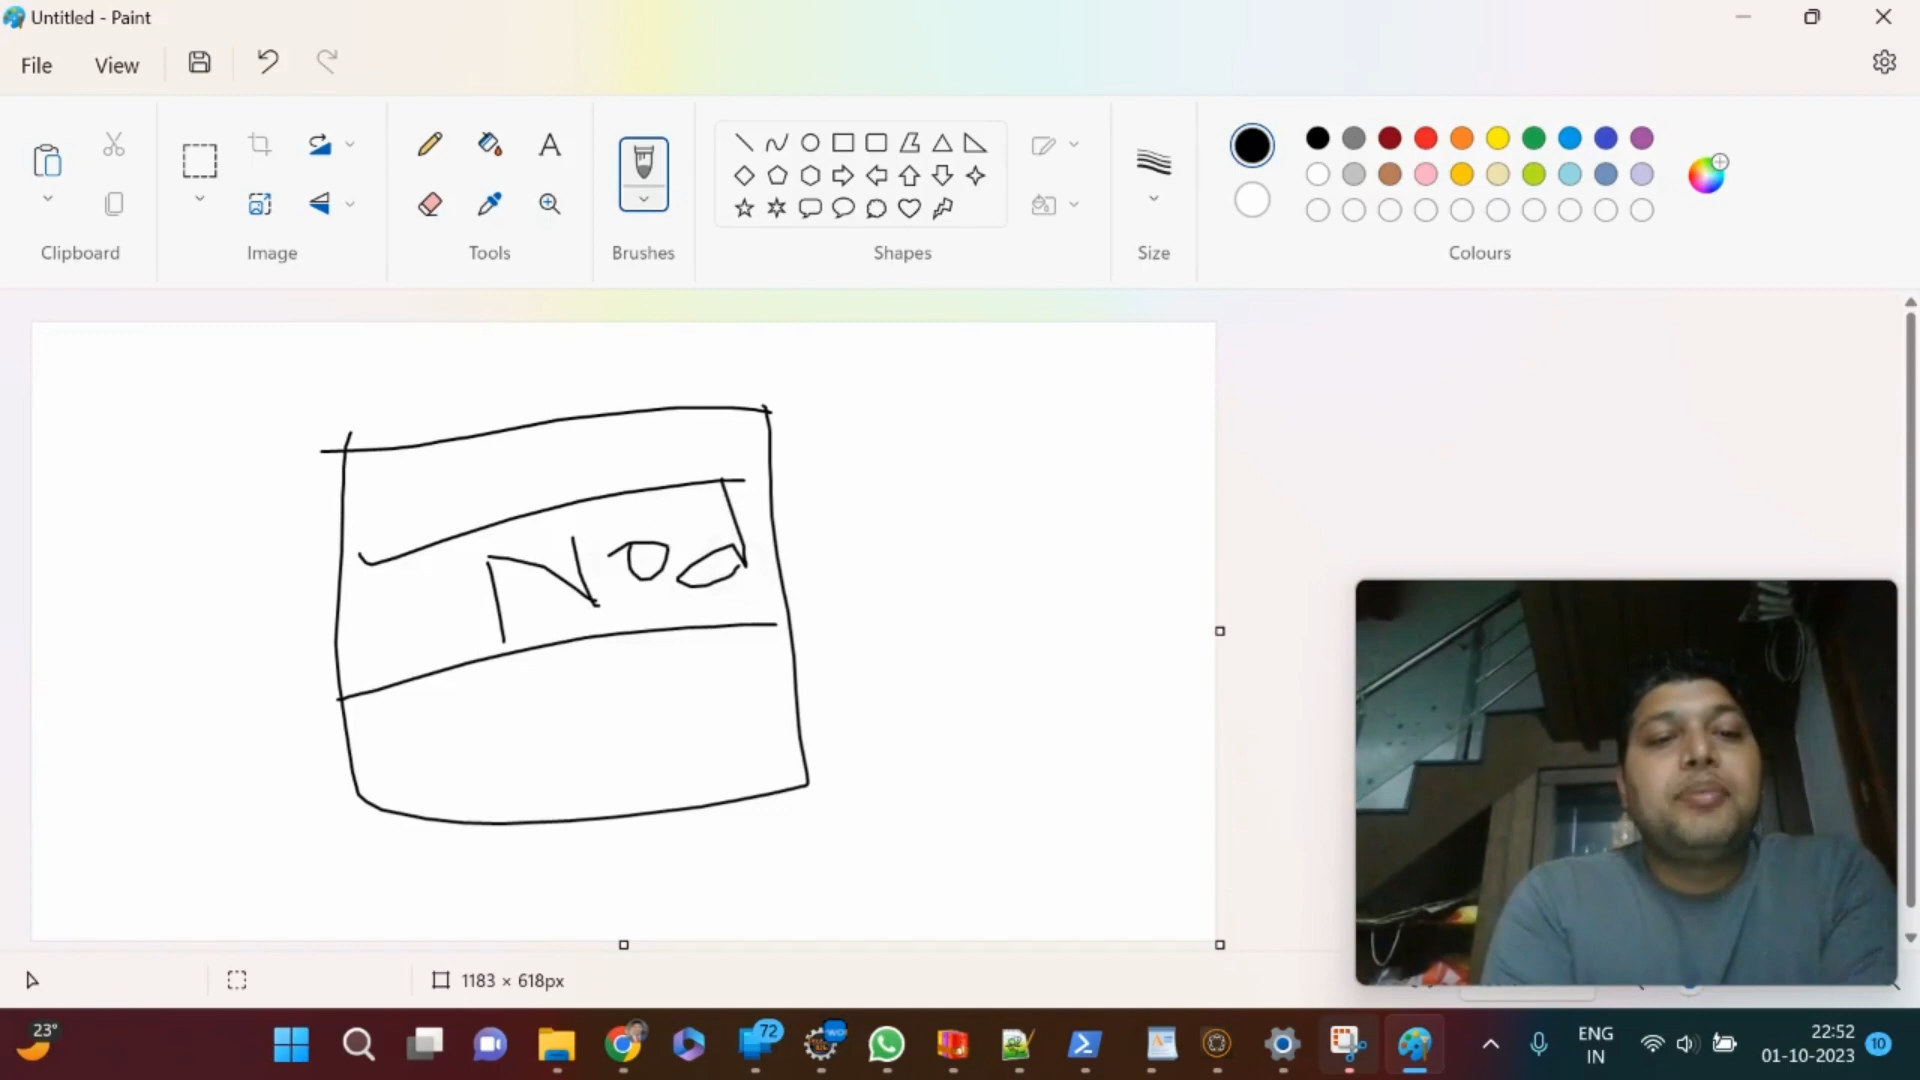 Untitled - Paint
File View
Clipboard Image Tools Brushes Shapes Size Colours
Nod
1183 × 618px
23°
72
ENG
IN
22:52
01-10-2023
10